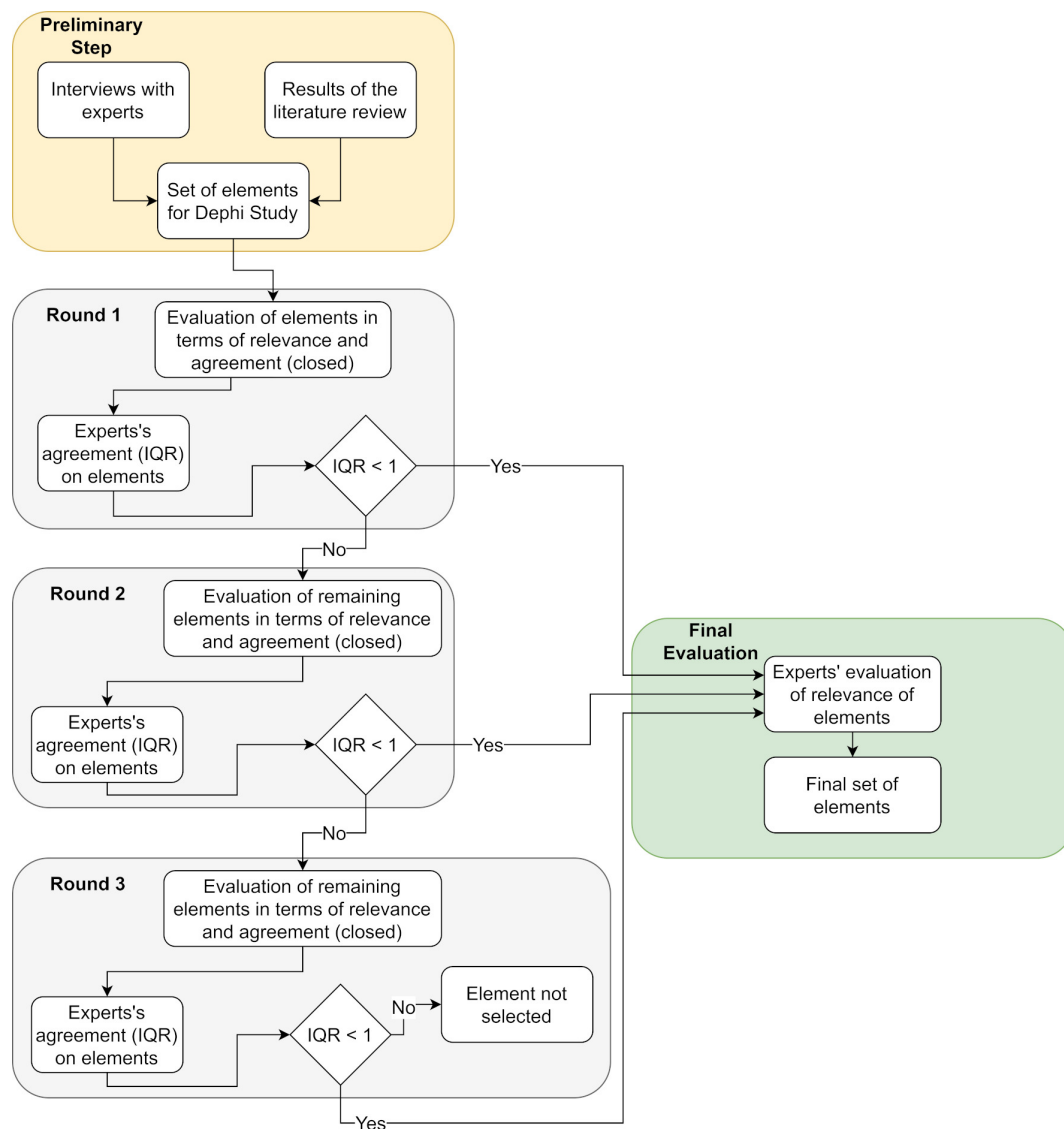 Preliminary
Step
Interviews with
experts
Results of the
literature review
Set of elements
for Dephi Study
Round 1
Evaluation of elements in
terms of relevance and
agreement (closed)
Experts's
agreement (IQR)
on elements
IQR < 1
Yes
No
Round 2
Evaluation of remaining
elements in terms of relevance
and agreement (closed)
Experts's
agreement (IQR)
on elements
IQR < 1
Yes
No
Final
Evaluation
Experts' evaluation
of relevance of
elements
Final set of
elements
Round 3
Evaluation of remaining
elements in terms of relevance
and agreement (closed)
Experts's
agreement (IQR)
on elements
IQR < 1
No
Element not
selected
Yes